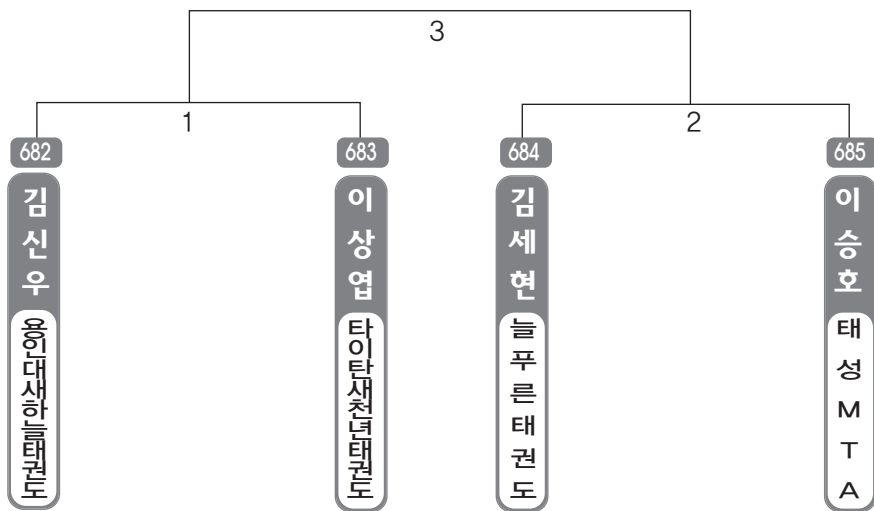 3
1
2
682
683
684
685
김신우
이상엽
김세현
이승호
용인대새하늘태권도
타이탄새천년태권도
늘푸른태권도
태성MTA